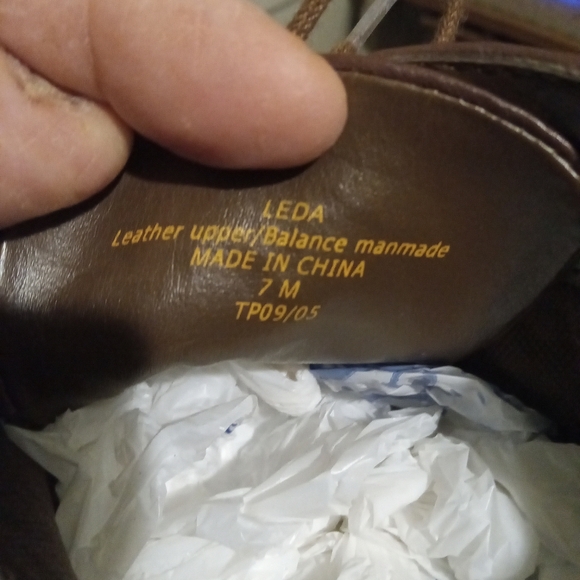 LEDA
Leather upper/Balance manmade
MADE IN CHINA
7 M
TP09/05